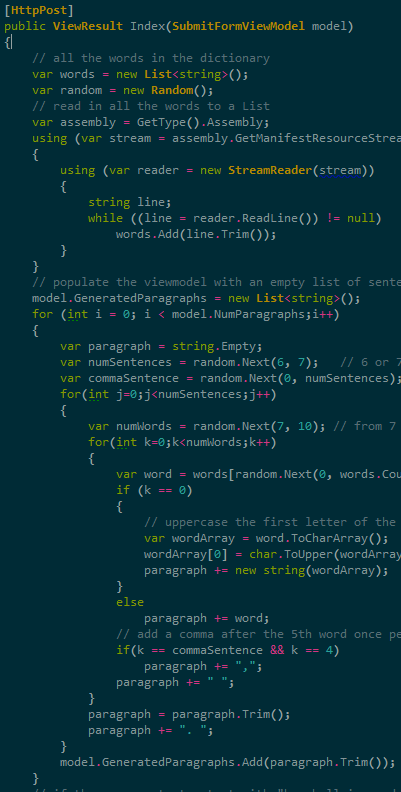 [HttpPost]
public ViewResult Index(SubmitFormViewModel model)
{
    // all the words in the dictionary
    var words = new List<string>();
    var random = new Random();
    // read in all the words to a List
    var assembly = GetType().Assembly;
    using (var stream = assembly.GetManifestResourceStrea
    {
        using (var reader = new StreamReader(stream))
        {
            string line;
            while ((line = reader.ReadLine()) != null)
                words.Add(line.Trim());
        }
    }
    // populate the viewmodel with an empty list of sente
    model.GeneratedParagraphs = new List<string>();
    for (int i = 0; i < model.NumParagraphs;i++)
    {
        var paragraph = string.Empty;
        var numSentences = random.Next(6, 7);   // 6 or 7
        var commaSentence = random.Next(0, numSentences);
        for(int j=0;j<numSentences;j++)
        {
            var numWords = random.Next(7, 10); // from 7
            for(int k=0;k<numWords;k++)
            {
                var word = words[random.Next(0, words.Cou
                if (k == 0)
                {
                    // uppercase the first letter of the
                    var wordArray = word.ToCharArray();
                    wordArray[0] = char.ToUpper(wordArray
                    paragraph += new string(wordArray);
                }
                else
                    paragraph += word;
                // add a comma after the 5th word once pe
                if(k == commaSentence && k == 4)
                    paragraph += ",";
                paragraph += " ";
            }
            paragraph = paragraph.Trim();
            paragraph += ". ";
        }
        model.GeneratedParagraphs.Add(paragraph.Trim());
    }